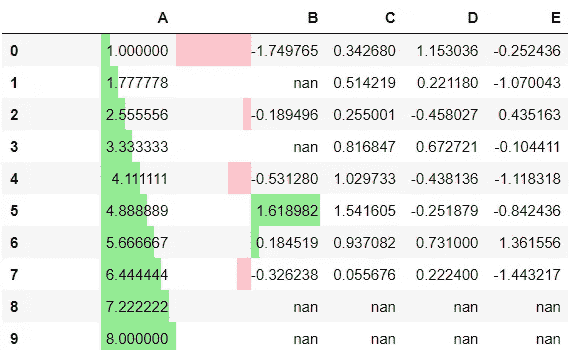 A B C D E
0 1.000000 -1.749765 0.342680 1.153036 -0.252436
1 1.777778 nan 0.514219 0.221180 -1.070043
2 2.555556 -0.189496 0.255001 -0.458027 0.435163
3 3.333333 nan 0.816847 0.672721 -0.104411
4 4.111111 -0.531280 1.029733 -0.438136 -1.118318
5 4.888889 1.618982 1.541605 -0.251879 -0.842436
6 5.666667 0.184519 0.937082 0.731000 1.361556
7 6.444444 -0.326238 0.055676 0.222400 -1.443217
8 7.222222 nan nan nan nan
9 8.000000 nan nan nan nan